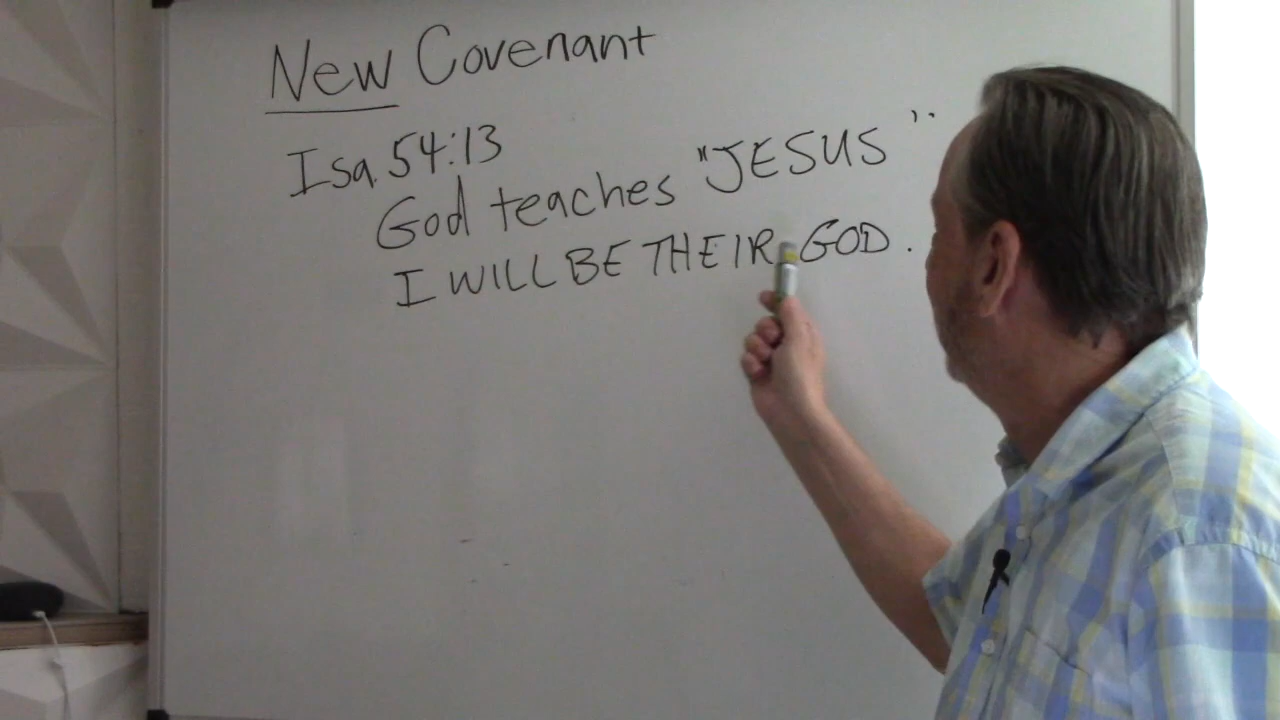 New Covenant
Isa. 54:13
God teaches "JESUS"
I WILL BE THEIR GOD.